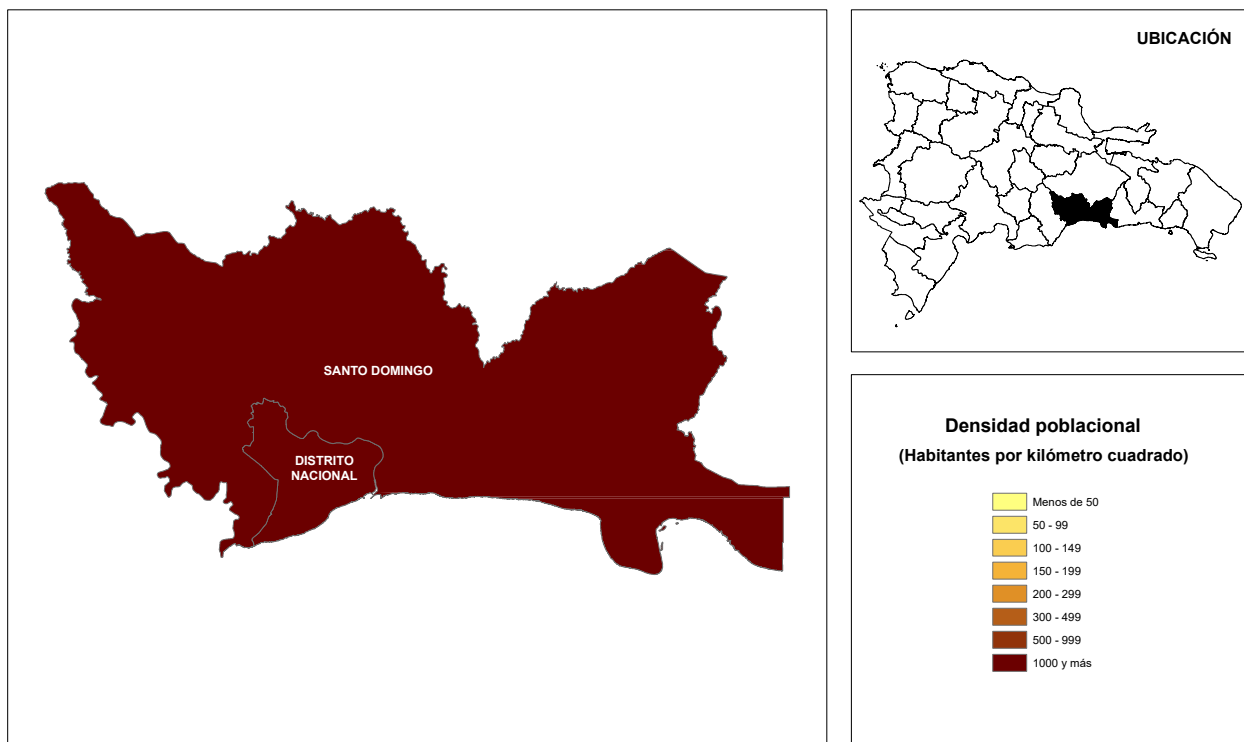 SANTO DOMINGO
DISTRITO
NACIONAL
UBICACIÓN
Densidad poblacional
(Habitantes por kilómetro cuadrado)
Menos de 50
50 - 99
100 - 149
150 - 199
200 - 299
300 - 499
500 - 999
1000 y más